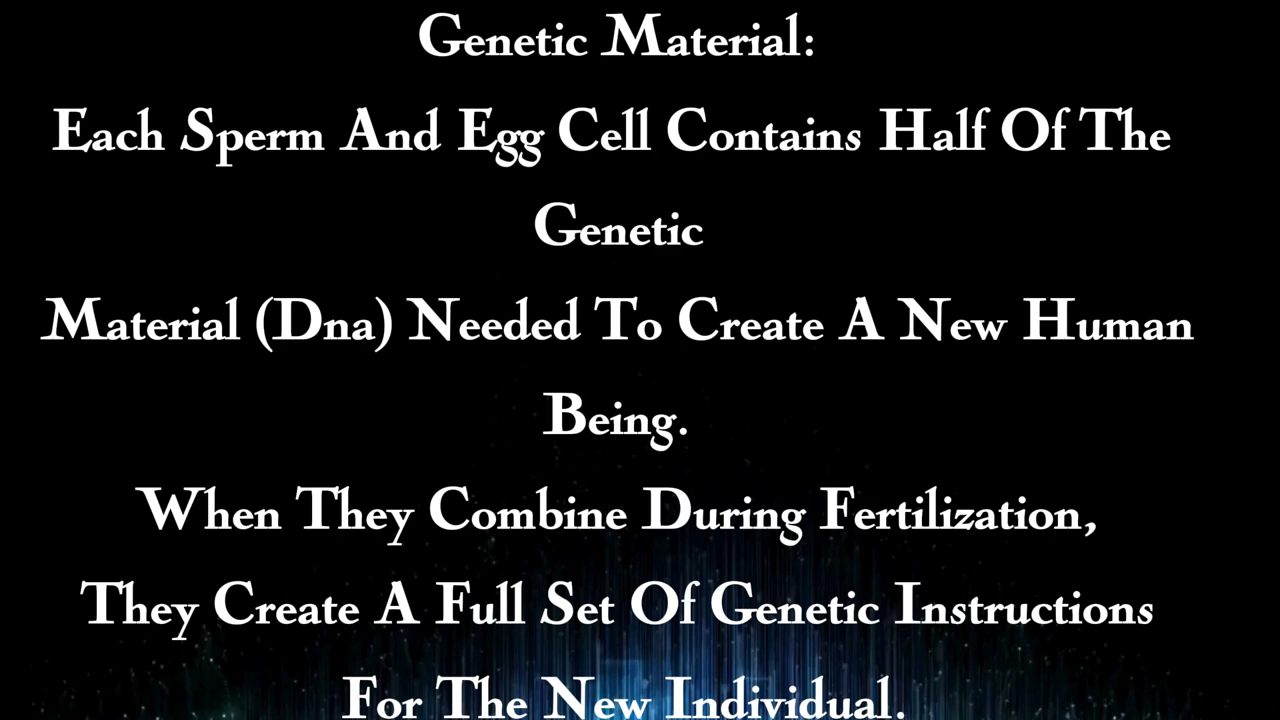 Genetic Material:
Each Sperm And Egg Cell Contains Half Of The
Genetic
Material (Dna) Needed To Create A New Human
Being.
When They Combine During Fertilization,
They Create A Full Set Of Genetic Instructions
For The New Individual.